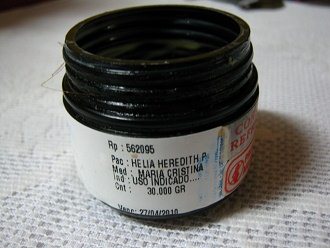 Rp : 562095
Pac : HELIA HEREDITH P
Med : MARIA CRISTINA
Ind : USO INDICADO....
Cnt : 30.000 GR
Venc: 27/04/2010